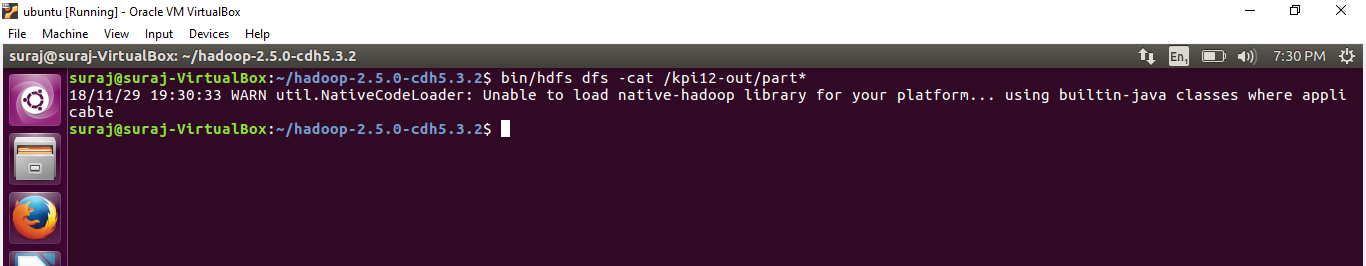 ubuntu [Running] - Oracle VM VirtualBox
File Machine View Input Devices Help
suraj@suraj-VirtualBox: ~/hadoop-2.5.0-cdh5.3.2 En1 7:30 PM
suraj@suraj-VirtualBox:~/hadoop-2.5.0-cdh5.3.2$ bin/hdfs dfs -cat /kpi12-out/part*
18/11/29 19:30:33 WARN util.NativeCodeLoader: Unable to load native-hadoop library for your platform... using builtin-java classes where appli
cable
suraj@suraj-VirtualBox:~/hadoop-2.5.0-cdh5.3.2$